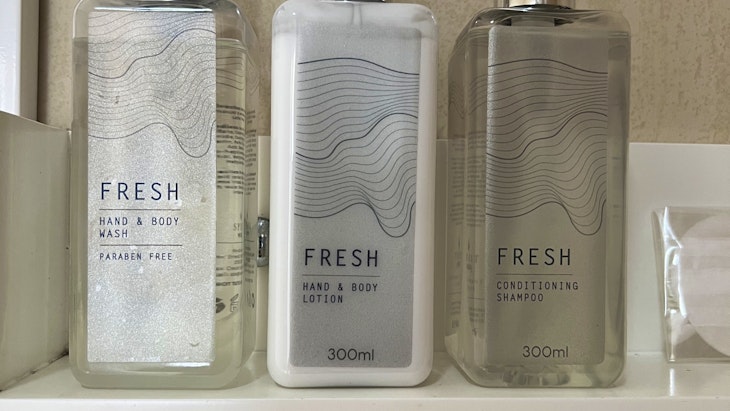 FRESH
HAND & BODY
WASH
PARABEN FREE
FRESH
HAND & BODY
LOTION
300ml
FRESH
CONDITIONING
SHAMPOO
300ml